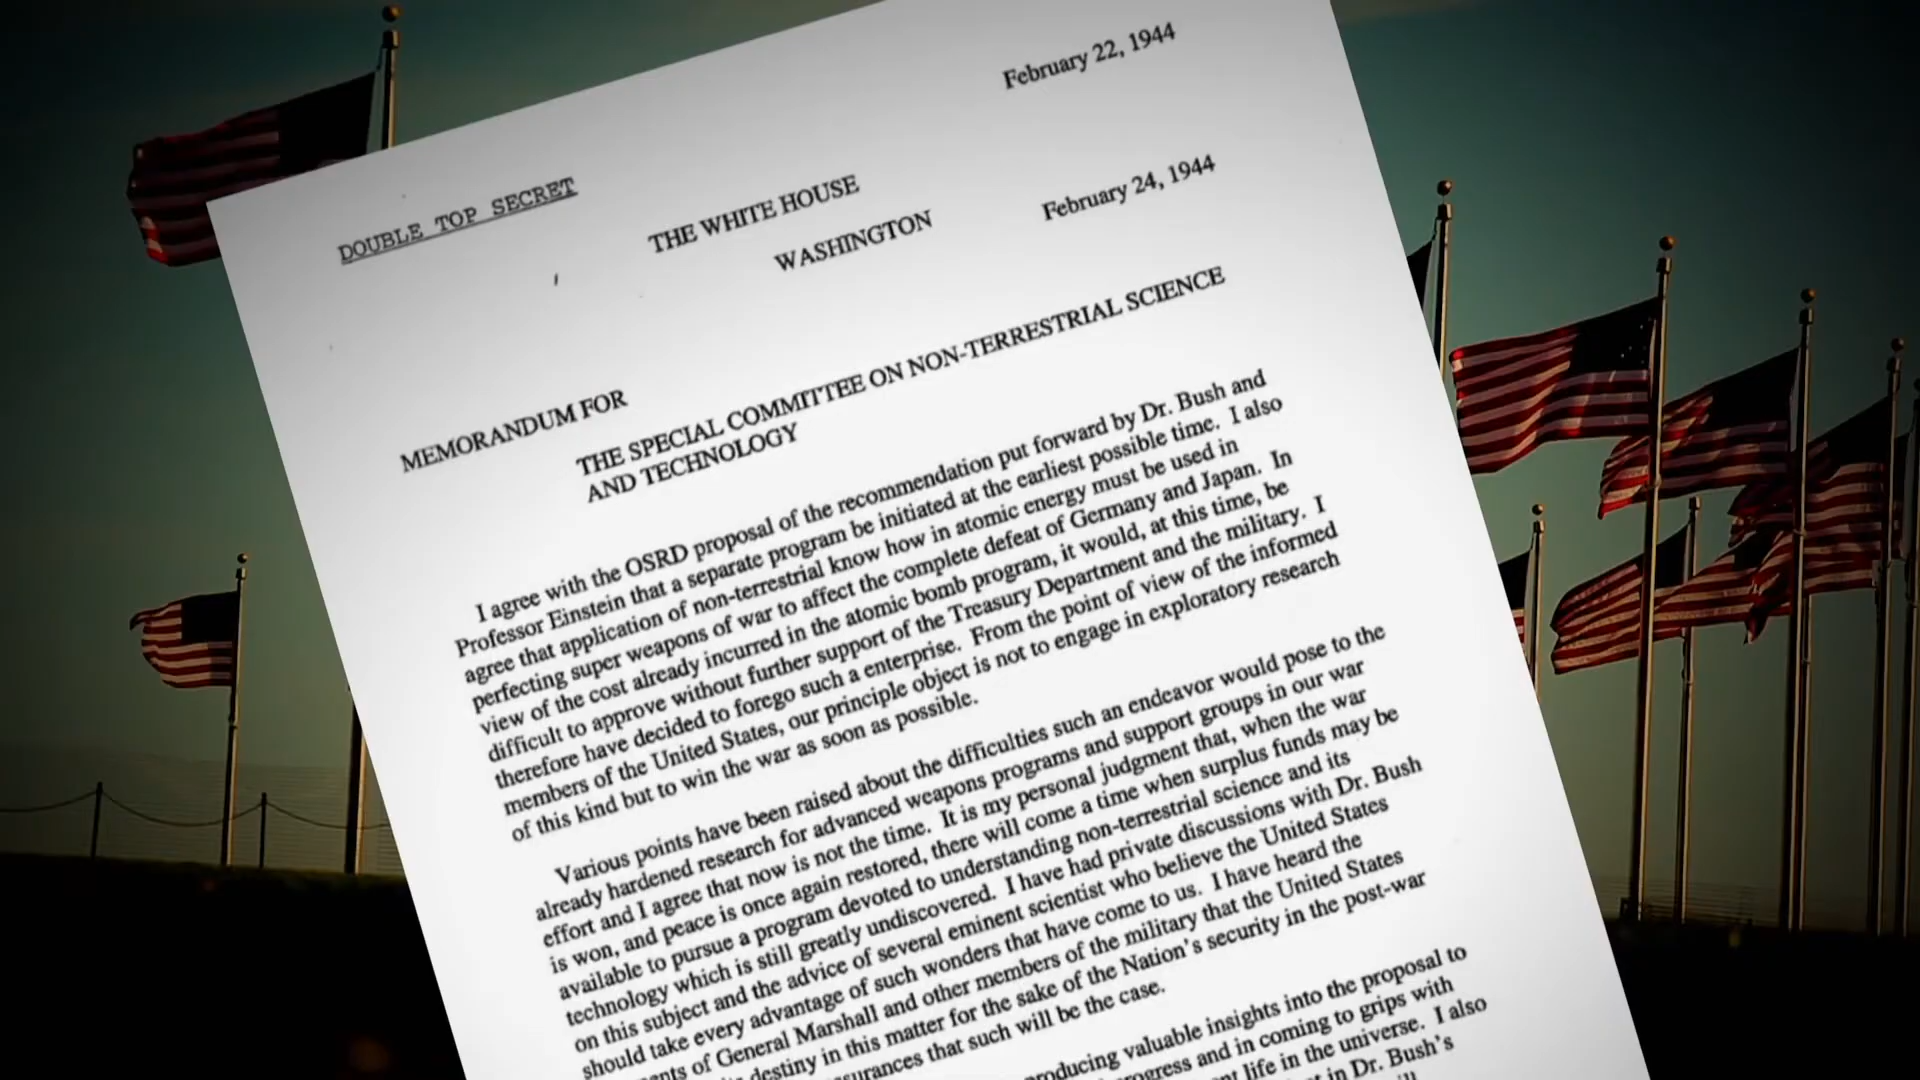 February 22, 1944
DOUBLE TOP SECRET
THE WHITE HOUSE
WASHINGTON
February 24, 1944
MEMORANDUM FOR
THE SPECIAL COMMITTEE ON NON-TERRESTRIAL SCIENCE
AND TECHNOLOGY
I agree with the OSRD proposal of the recommendation put forward by Dr. Bush and
Professor Einstein that a separate program be initiated at the earliest possible time. I also
agree that application of non-terrestrial know how in atomic energy must be used in
perfecting super weapons of war to affect the complete defeat of Germany and Japan. In
view of the cost already incurred in the atomic bomb program, it would, at this time, be
difficult to approve without further support of the Treasury Department and the military. I
therefore have decided to forego such a enterprise. From the point of view of the informed
members of the United States, our principle object is not to engage in exploratory research
of this kind but to win the war as soon as possible.
Various points have been raised about the difficulties such an endeavor would pose to the
already hardened research for advanced weapons programs and support groups in our war
effort and I agree that now is not the time. It is my personal judgment that, when the war
is won, and peace is once again restored, there will come a time when surplus funds may be
available to pursue a program devoted to understanding non-terrestrial science and its
technology which is still greatly undiscovered. I have had private discussions with Dr. Bush
on this subject and the advice of several eminent scientist who believe the United States
should take every advantage of such wonders that have come to us. I have heard the
of General Marshall and other members of the military that the United States
destiny in this matter for the sake of the Nation's security in the post-war
that such will be the case.
valuable insights into the proposal to
and in coming to grips with
life in the universe. I also
in Dr. Bush's